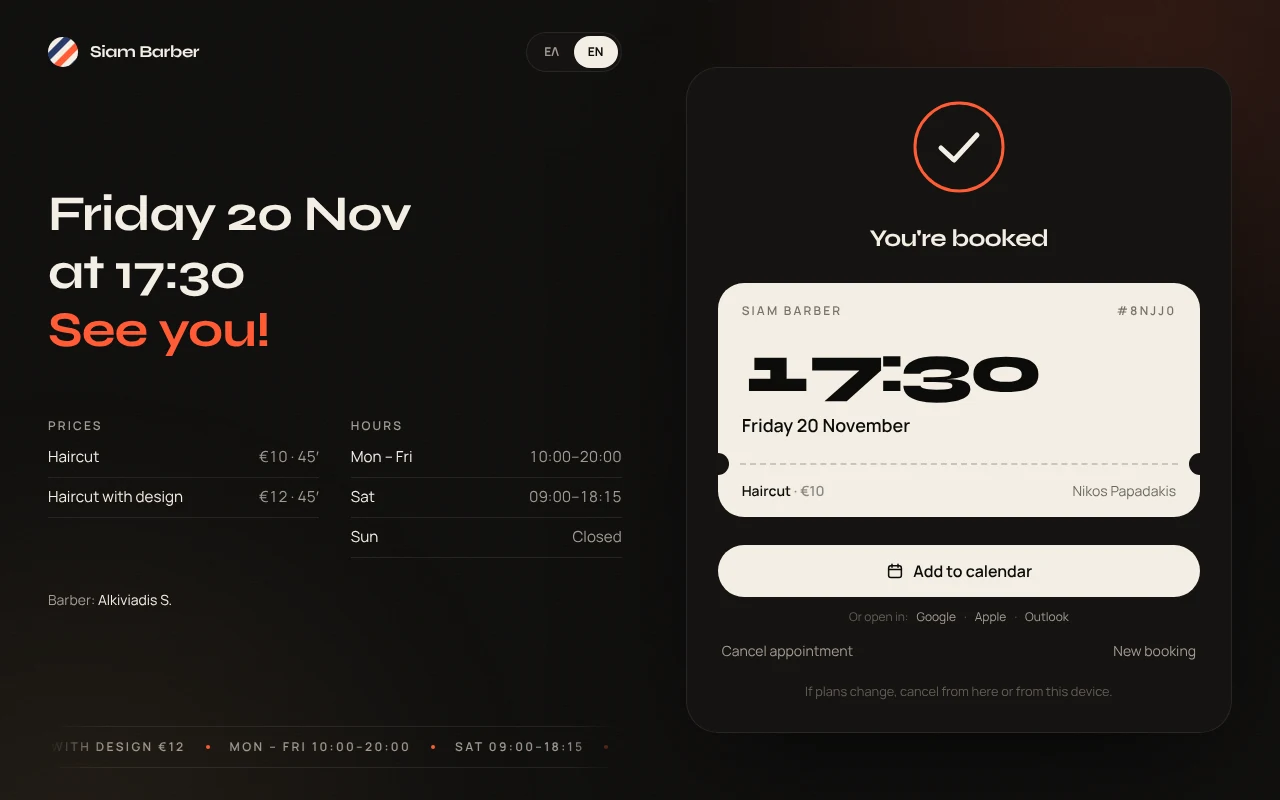 Siam Barber
ΕΛ
EN
Friday 20 Nov
at 17:30
See you!
PRICES
Haircut €10 · 45′
Haircut with design €12 · 45′
HOURS
Mon – Fri 10:00–20:00
Sat 09:00–18:15
Sun Closed
Barber: Alkiviadis S.
WITH DESIGN €12 • MON – FRI 10:00–20:00 • SAT 09:00–18:15 •
You're booked
SIAM BARBER #8NJJ0
17:30
Friday 20 November
Haircut · €10 Nikos Papadakis
Add to calendar
Or open in: Google · Apple · Outlook
Cancel appointment New booking
If plans change, cancel from here or from this device.